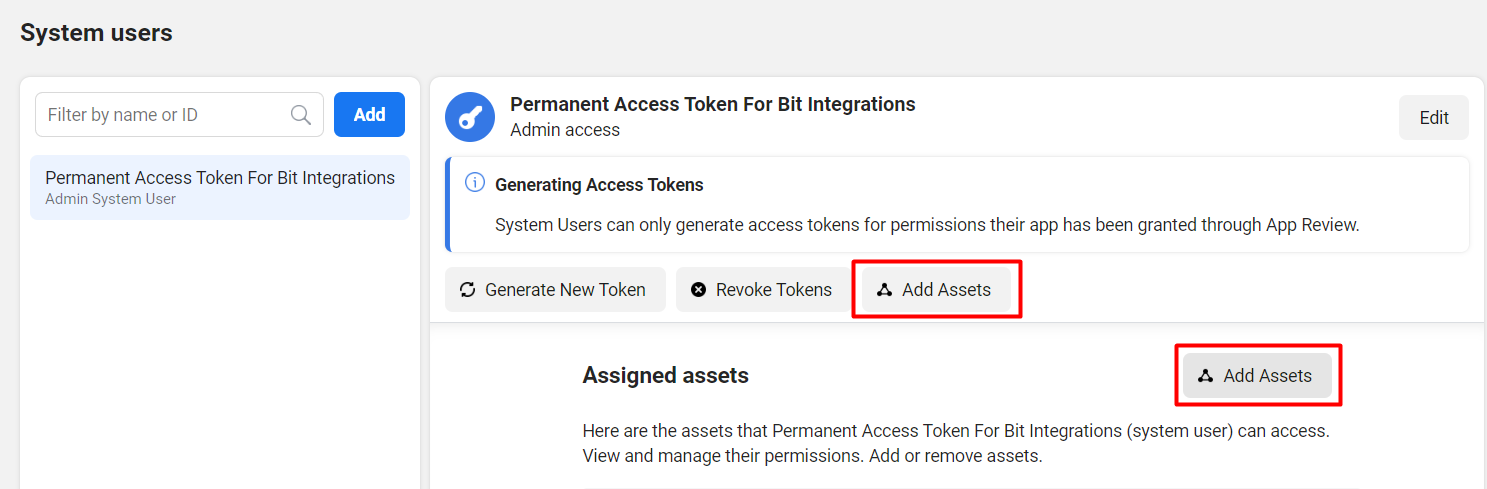 System users
Filter by name or ID
Add
Permanent Access Token For Bit Integrations
Admin System User
Permanent Access Token For Bit Integrations
Admin access
Edit
Generating Access Tokens
System Users can only generate access tokens for permissions their app has been granted through App Review.
Generate New Token
Revoke Tokens
Add Assets
Assigned assets
Add Assets
Here are the assets that Permanent Access Token For Bit Integrations (system user) can access.
View and manage their permissions. Add or remove assets.